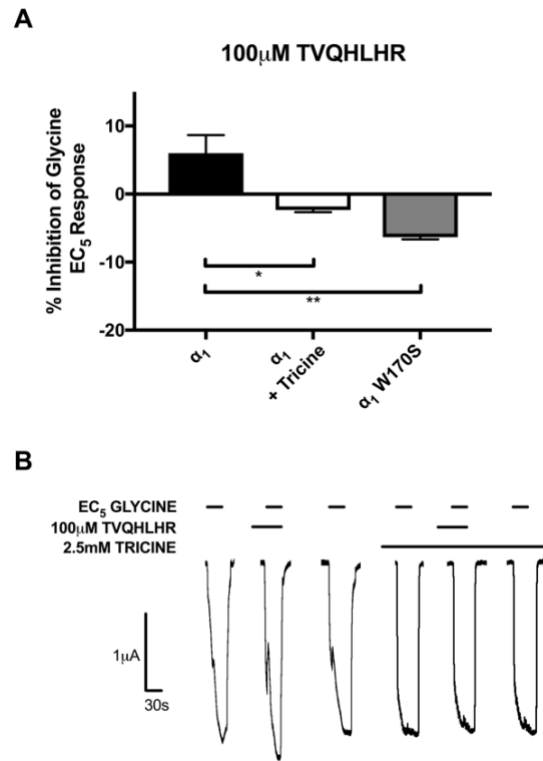 A
100μM TVQHLHR
% Inhibition of Glycine
EC5 Response
10
0
-10
-20
*
**
α1
α1
+ Tricine
α1 W170S
B
EC5 GLYCINE
100μM TVQHLHR
2.5mM TRICINE
1μA
30s